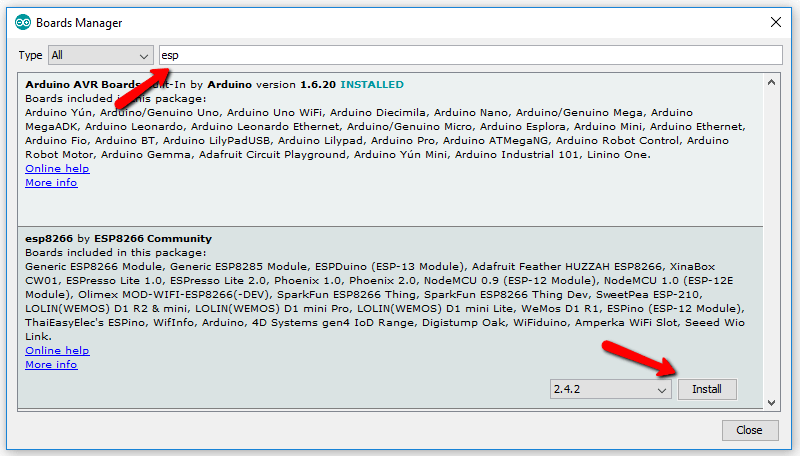 Boards Manager
Type All esp
Arduino AVR Boards by Arduino version 1.6.20 INSTALLED
Boards included in this package:
Arduino Yún, Arduino/Genuino Uno, Arduino Uno WiFi, Arduino Diecimila, Arduino Nano, Arduino/Genuino Mega, Arduino
MegaADK, Arduino Leonardo, Arduino Leonardo Ethernet, Arduino/Genuino Micro, Arduino Esplora, Arduino Mini, Arduino Ethernet,
Arduino Fio, Arduino BT, Arduino LilyPadUSB, Arduino Lilypad, Arduino Pro, Arduino ATMegaNG, Arduino Robot Control, Arduino
Robot Motor, Arduino Gemma, Adafruit Circuit Playground, Arduino Yún Mini, Arduino Industrial 101, Linino One.
Online help
More info
esp8266 by ESP8266 Community
Boards included in this package:
Generic ESP8266 Module, Generic ESP8285 Module, ESPDuino (ESP-13 Module), Adafruit Feather HUZZAH ESP8266, XinaBox
CW01, ESPresso Lite 1.0, ESPresso Lite 2.0, Phoenix 1.0, Phoenix 2.0, NodeMCU 0.9 (ESP-12 Module), NodeMCU 1.0 (ESP-12E
Module), Olimex MOD-WIFI-ESP8266(-DEV), SparkFun ESP8266 Thing, SparkFun ESP8266 Thing Dev, SweetPea ESP-210,
LOLIN(WEMOS) D1 R2 & mini, LOLIN(WEMOS) D1 mini Pro, LOLIN(WEMOS) D1 mini Lite, WeMos D1 R1, ESPino (ESP-12 Module),
ThaiEasyElec's ESPino, WifInfo, Arduino, 4D Systems gen4 IoD Range, Digistump Oak, WiFiduino, Amperka WiFi Slot, Seeed Wio
Link.
Online help
More info
2.4.2 Install
Close